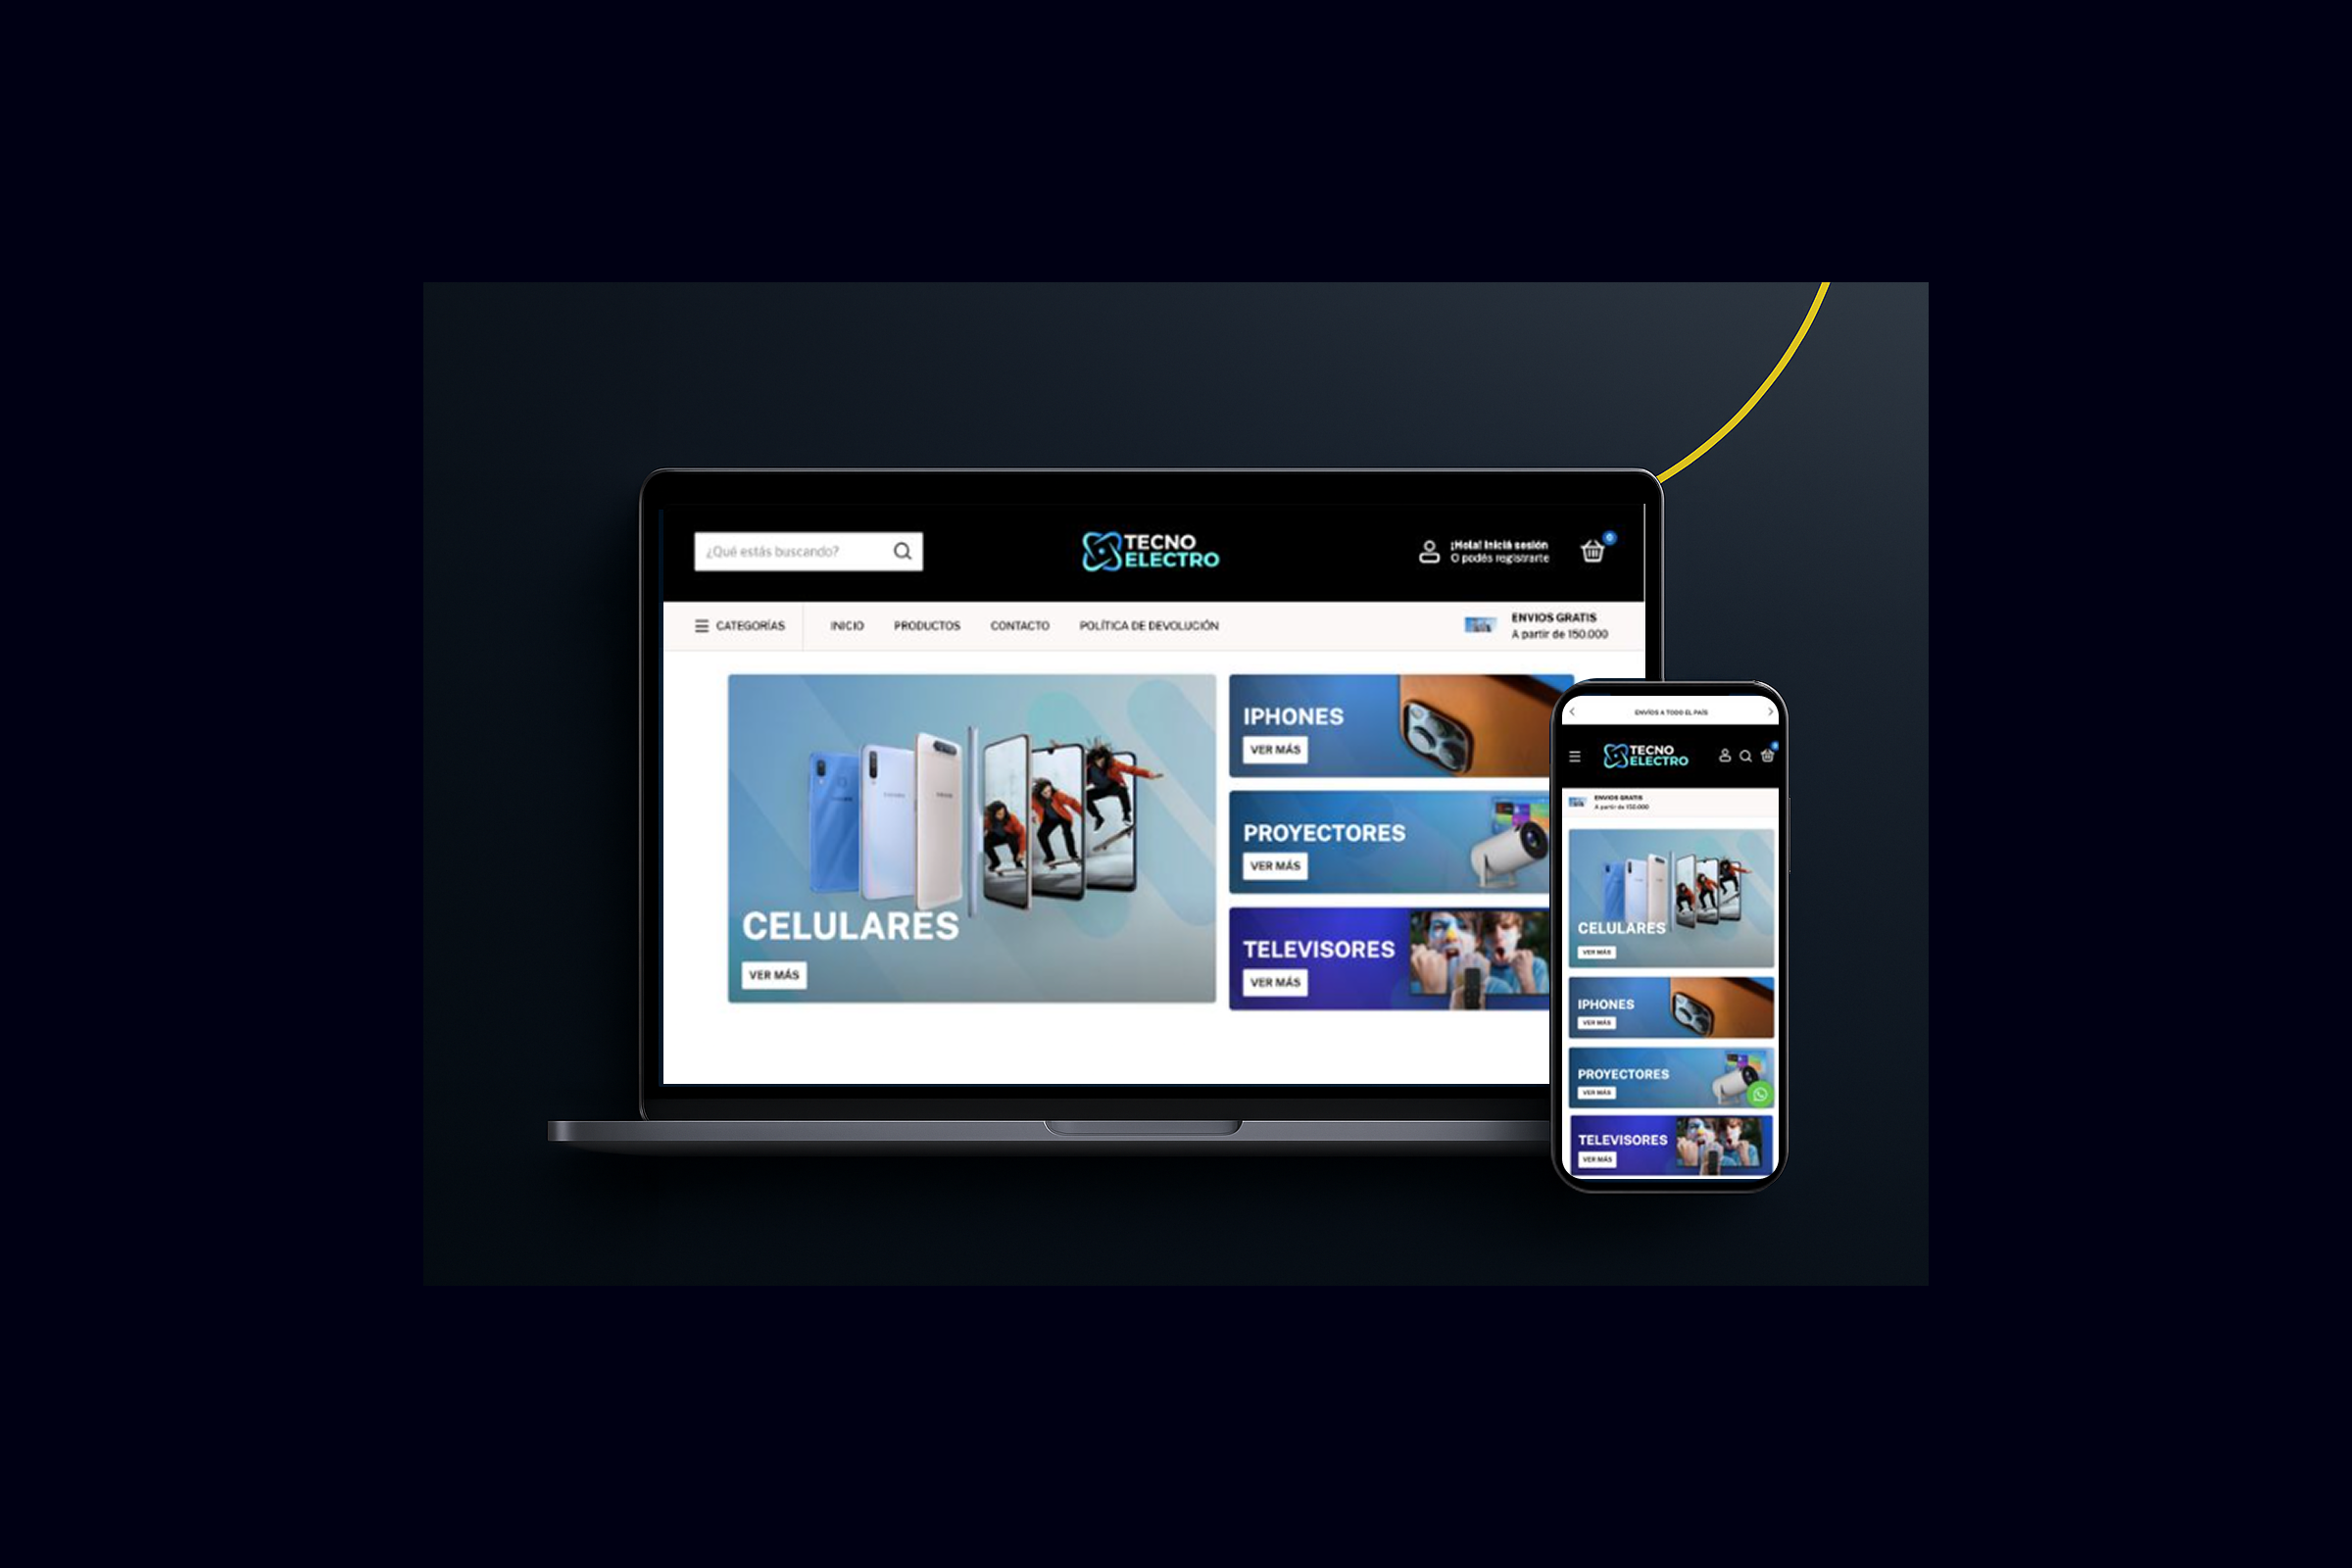 ¿Qué estás buscando?
TECNO
ELECTRO
¡Hola! Iniciá sesión
O podés registrarte
0
CATEGORÍAS
INICIO
PRODUCTOS
CONTACTO
POLÍTICA DE DEVOLUCIÓN
ENVIOS GRATIS
A partir de 150.000
CELULARES
VER MÁS
IPHONES
VER MÁS
PROYECTORES
VER MÁS
TELEVISORES
VER MÁS
ENVÍOS A TODO EL PAÍS
TECNO
ELECTRO
ENVIOS GRATIS
A partir de 150.000
CELULARES
VER MÁS
IPHONES
VER MÁS
PROYECTORES
VER MÁS
TELEVISORES
VER MÁS